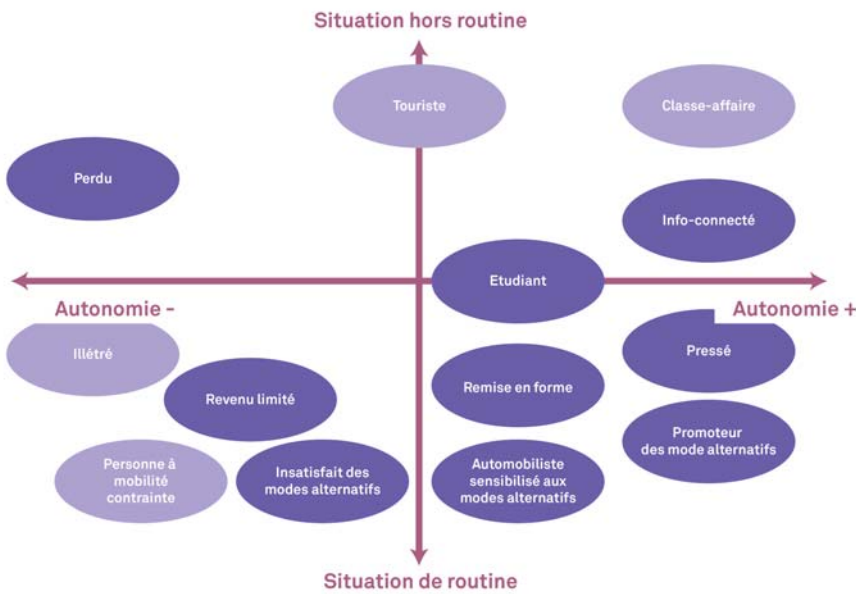 Situation hors routine
Touriste
Classe-affaire
Perdu
Info-connecté
Etudiant
Autonomie -
Autonomie +
Illétré
Pressé
Revenu limité
Remise en forme
Promoteur
des mode alternatifs
Personne à
mobilité
contrainte
Insatisfait des
modes alternatifs
Automobiliste
sensibilisé aux
modes alternatifs
Situation de routine